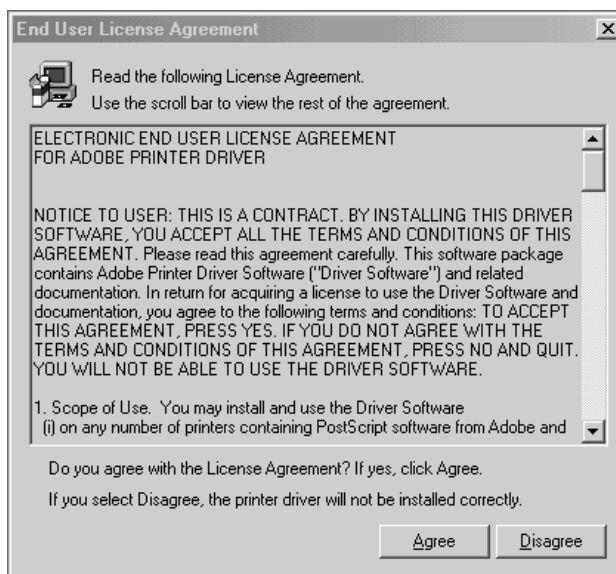 End User License Agreement
Read the following License Agreement.
Use the scroll bar to view the rest of the agreement.
ELECTRONIC END USER LICENSE AGREEMENT
FOR ADOBE PRINTER DRIVER
NOTICE TO USER: THIS IS A CONTRACT. BY INSTALLING THIS DRIVER
SOFTWARE, YOU ACCEPT ALL THE TERMS AND CONDITIONS OF THIS
AGREEMENT. Please read this agreement carefully. This software package
contains Adobe Printer Driver Software ("Driver Software") and related
documentation. In return for acquiring a license to use the Driver Software and
documentation, you agree to the following terms and conditions: TO ACCEPT
THIS AGREEMENT, PRESS YES. IF YOU DO NOT AGREE WITH THE
TERMS AND CONDITIONS OF THIS AGREEMENT, PRESS NO AND QUIT.
YOU WILL NOT BE ABLE TO USE THE DRIVER SOFTWARE.
1. Scope of Use. You may install and use the Driver Software
(i) on any number of printers containing PostScript software from Adobe and
Do you agree with the License Agreement? If yes, click Agree.
If you select Disagree, the printer driver will not be installed correctly.
Agree Disagree